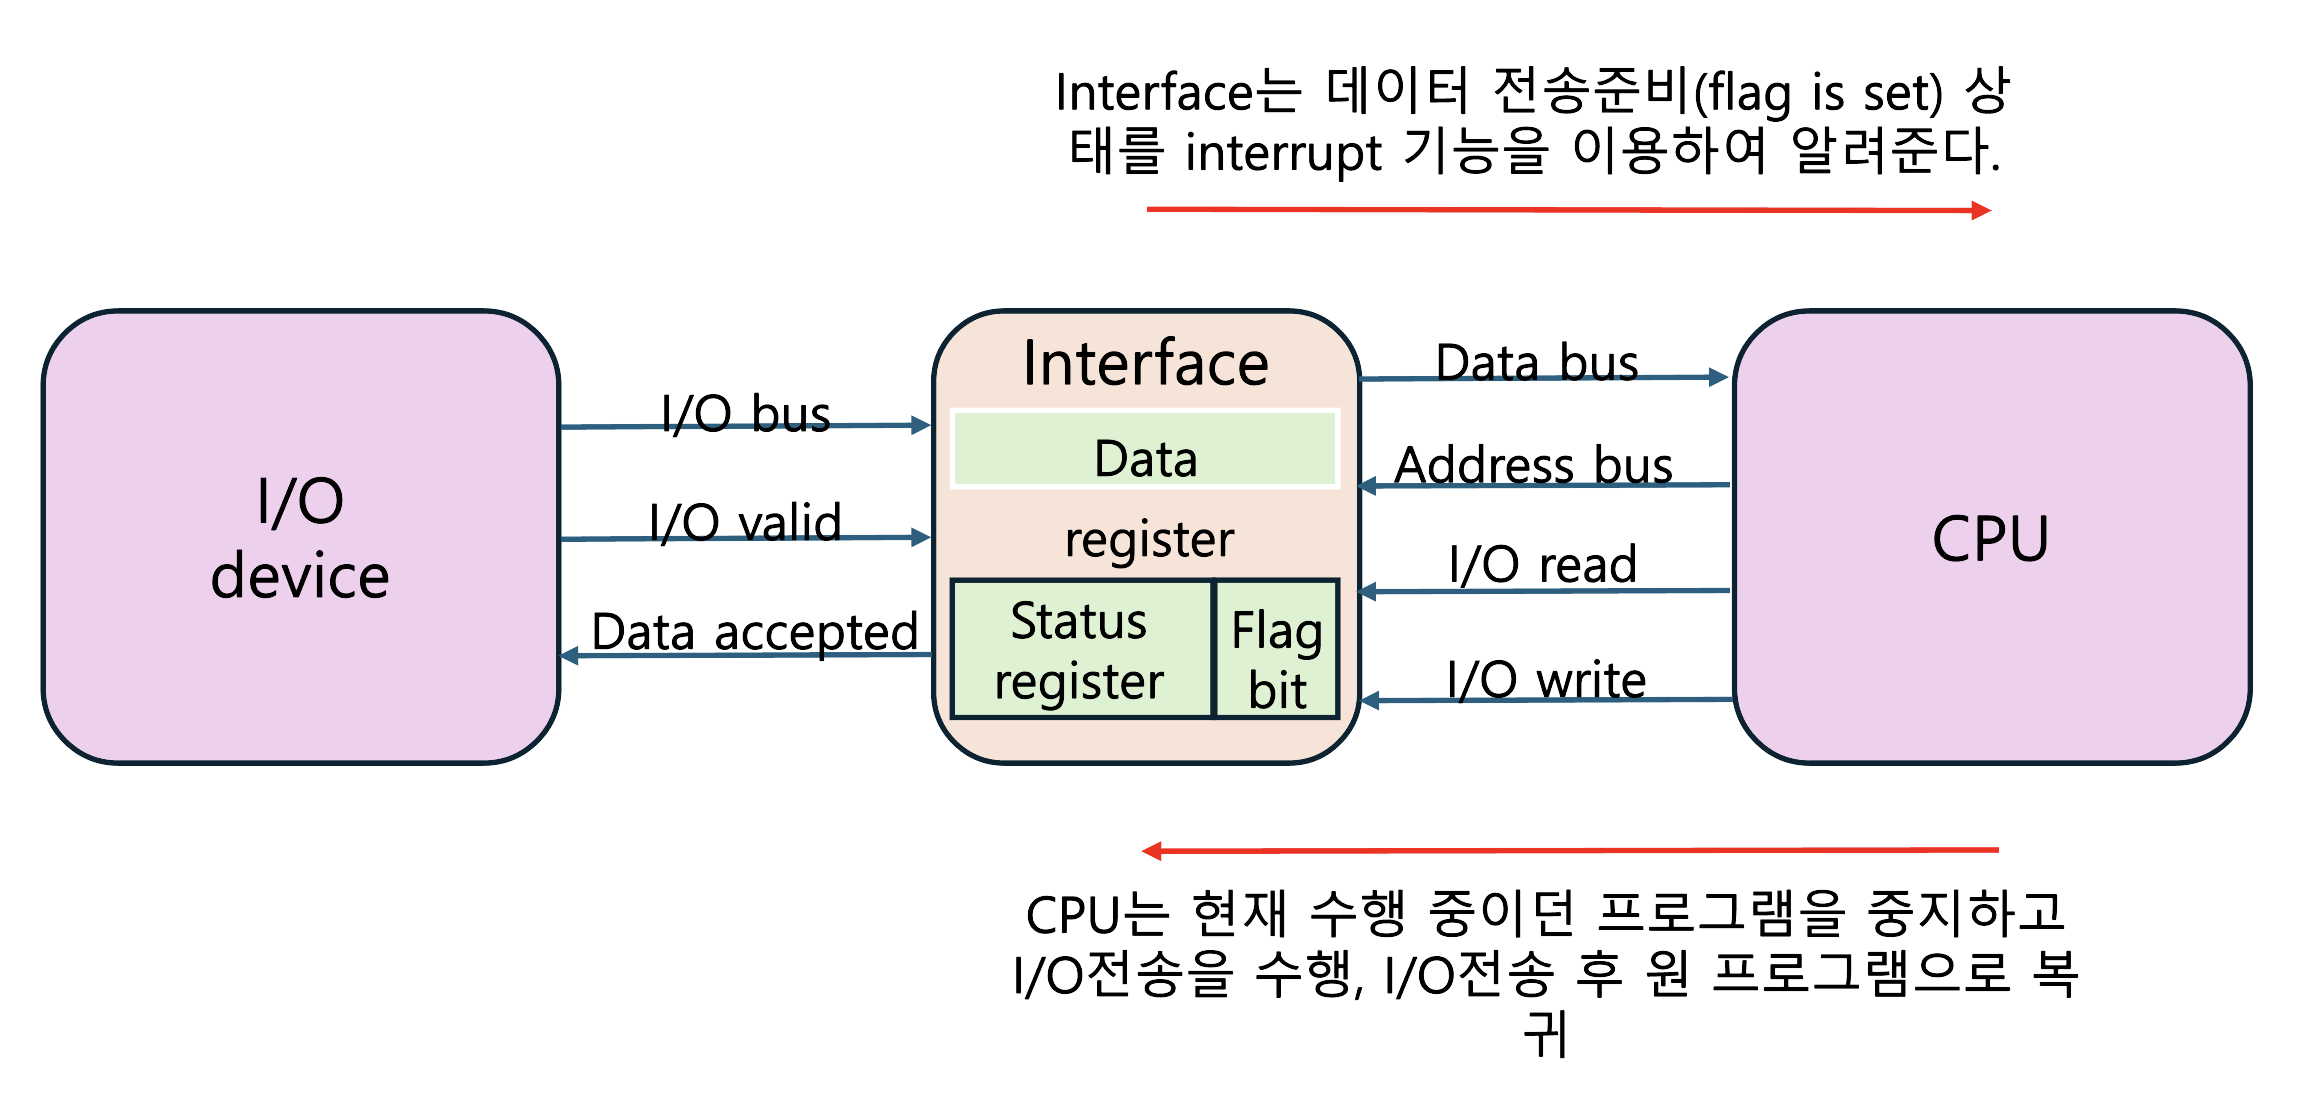 Interface는 데이터 전송준비(flag is set) 상
태를 interrupt 기능을 이용하여 알려준다.
I/O
device
I/O bus
I/O valid
Data accepted
Interface
Data
register
Status
register
Flag
bit
Data bus
Address bus
I/O read
I/O write
CPU
CPU는 현재 수행 중이던 프로그램을 중지하고
I/O전송을 수행, I/O전송 후 원 프로그램으로 복
귀